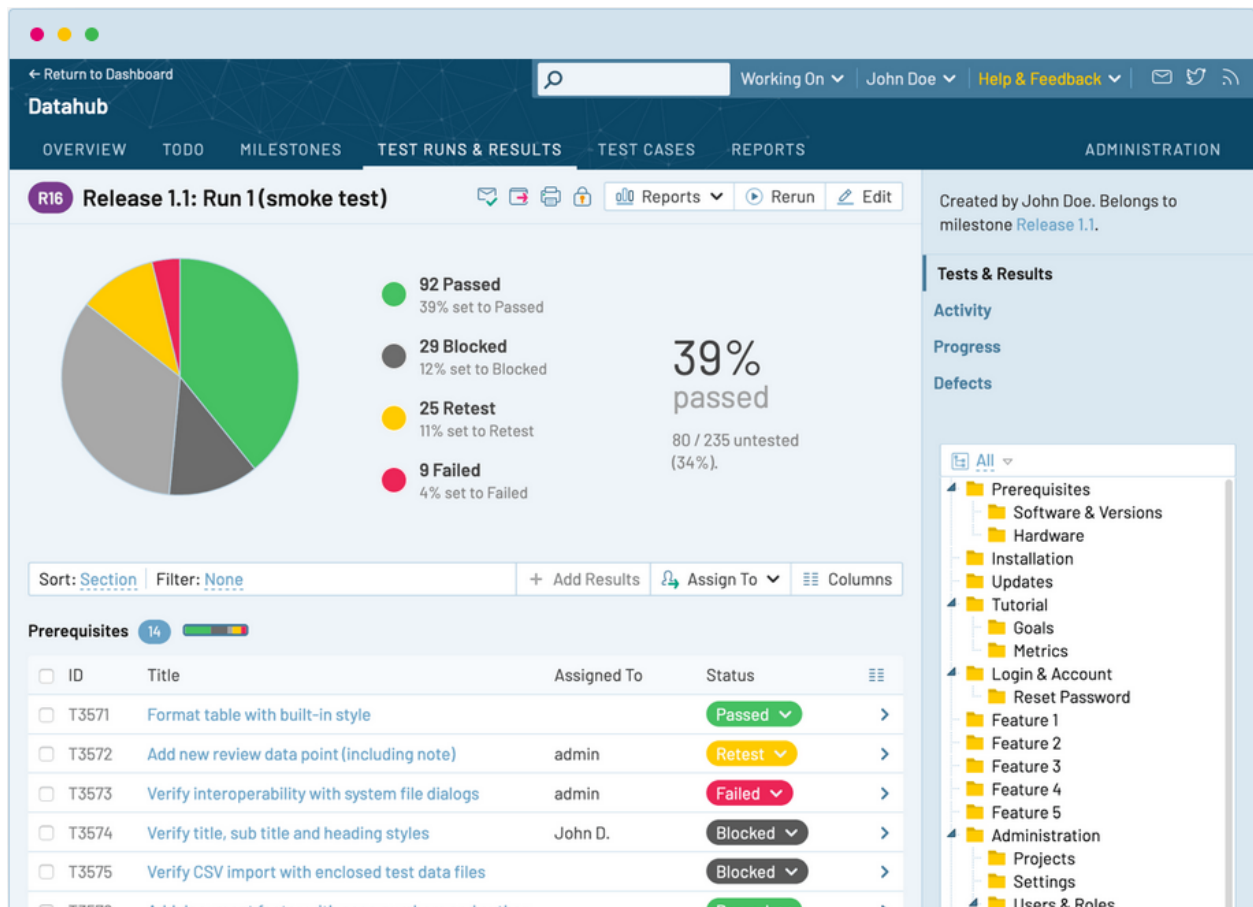 ← Return to Dashboard
Working On
John Doe
Help & Feedback
Datahub
OVERVIEW
TODO
MILESTONES
TEST RUNS & RESULTS
TEST CASES
REPORTS
ADMINISTRATION
R16 Release 1.1: Run 1 (smoke test)
Reports
Rerun
Edit
92 Passed
39% set to Passed
29 Blocked
12% set to Blocked
25 Retest
11% set to Retest
9 Failed
4% set to Failed
39%
passed
80 / 235 untested
(34%).
Sort: Section
Filter: None
+ Add Results
Assign To
Columns
Prerequisites 14
ID Title Assigned To Status
T3571 Format table with built-in style Passed
T3572 Add new review data point (including note) admin Retest
T3573 Verify interoperability with system file dialogs admin Failed
T3574 Verify title, sub title and heading styles John D. Blocked
T3575 Verify CSV import with enclosed test data files Blocked
Created by John Doe. Belongs to
milestone Release 1.1.
Tests & Results
Activity
Progress
Defects
All
Prerequisites
Software & Versions
Hardware
Installation
Updates
Tutorial
Goals
Metrics
Login & Account
Reset Password
Feature 1
Feature 2
Feature 3
Feature 4
Feature 5
Administration
Projects
Settings
Users & Roles